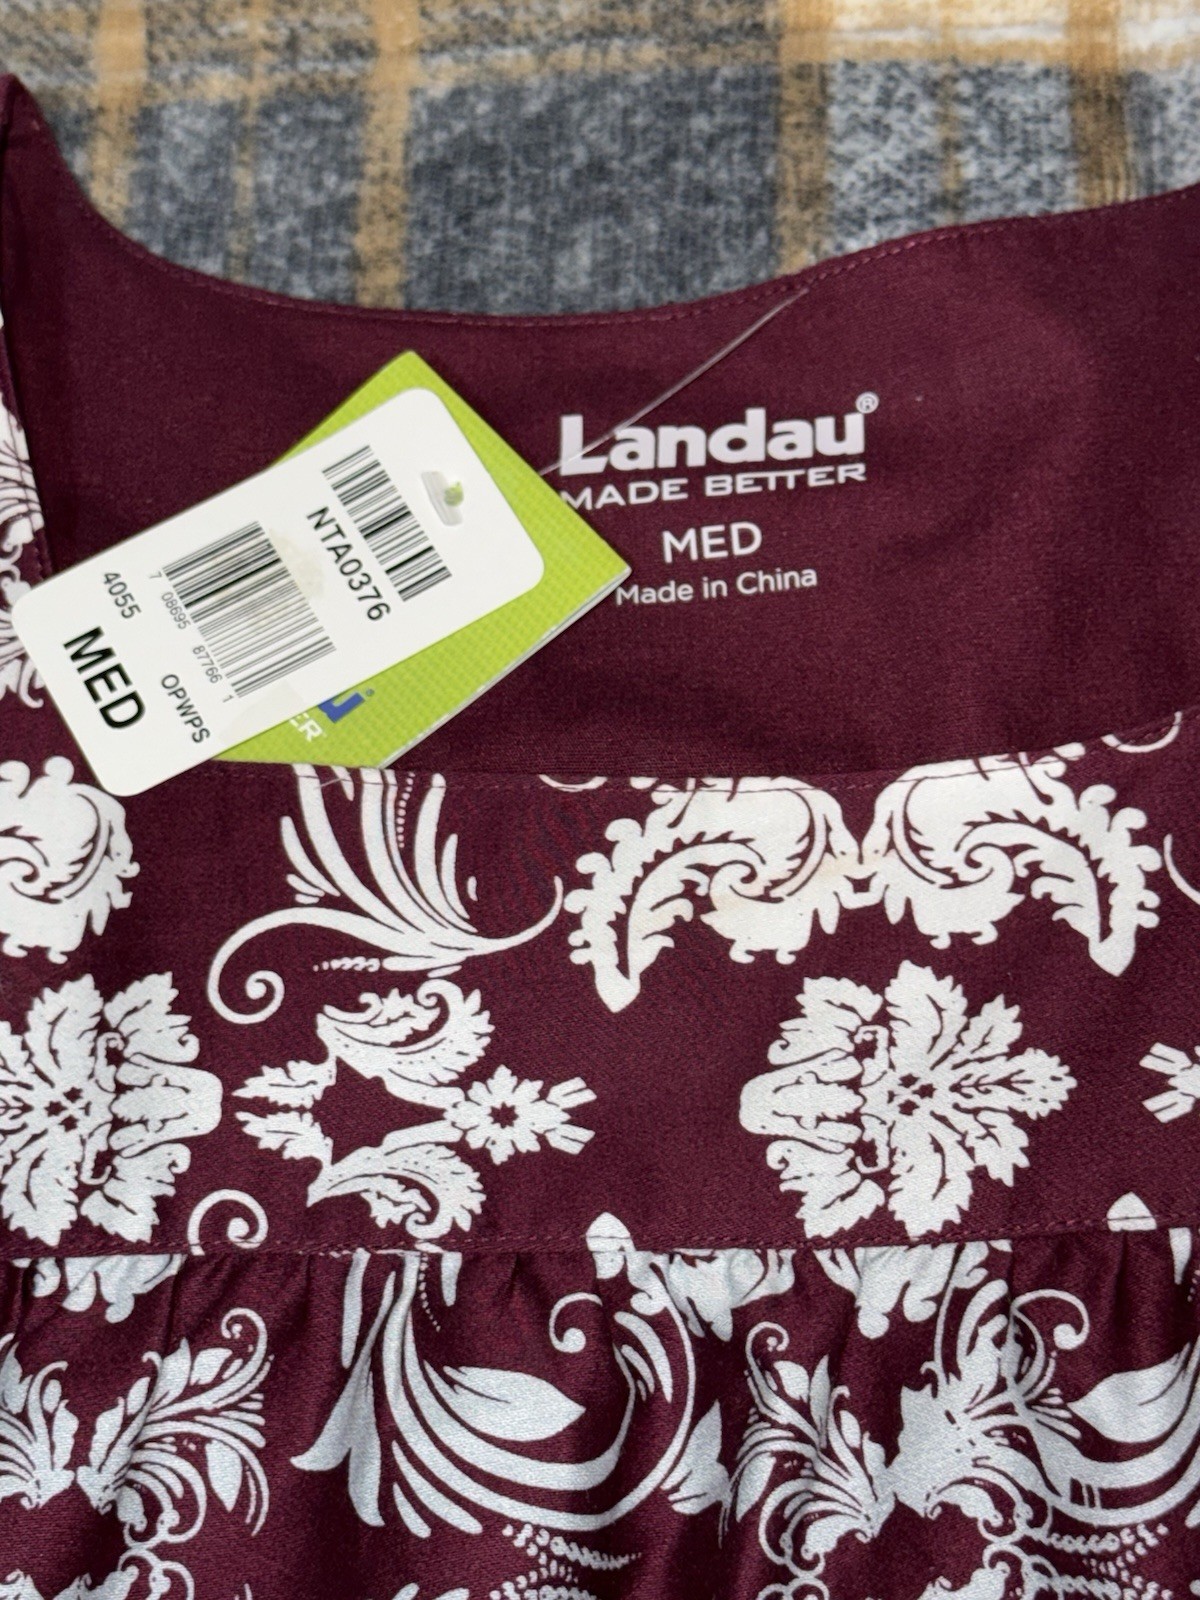 Landau®
MADE BETTER
MED
Made in China
NTA0376
7 08695 87766 1
4055
OPWPS
MED